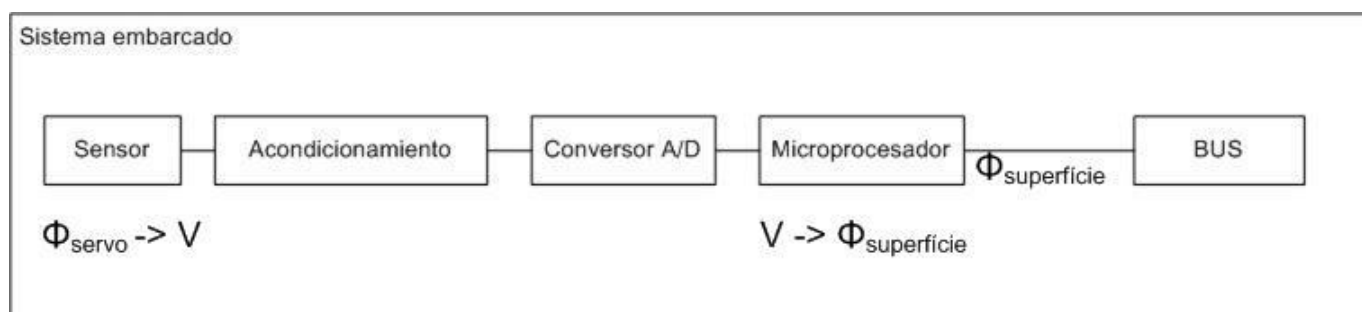 Sistema embarcado
Sensor
Acondicionamiento
Conversor A/D
Microprocesador
Φsuperfície
BUS
Φservo -> V
V -> Φsuperfície